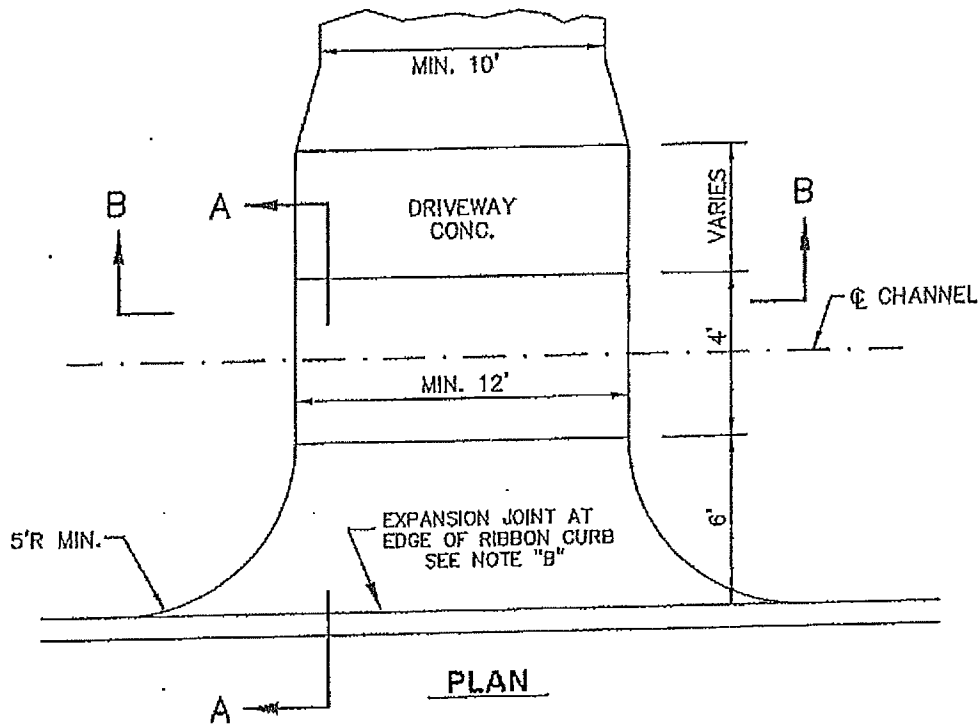 MIN. 10'
DRIVEWAY
CONC.
VARIES
B
A
B
℄ CHANNEL
4'
MIN. 12'
6'
EXPANSION JOINT AT
EDGE OF RIBBON CURB
SEE NOTE "B"
5'R MIN.
PLAN
A